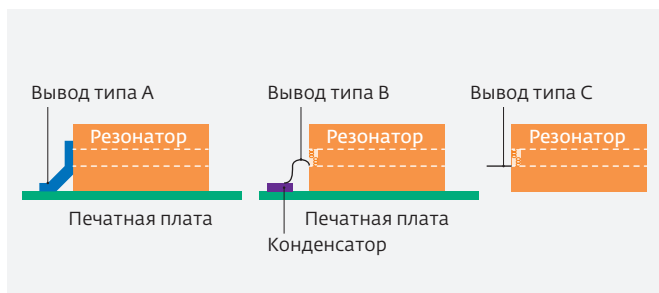 Вывод типа А
Вывод типа В
Вывод типа С
Резонатор
Резонатор
Резонатор
Печатная плата
Печатная плата
Конденсатор